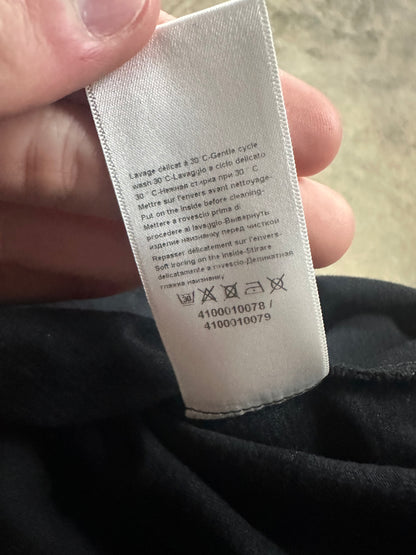 Lavage délicat à 30°C-Gentle cycle
wash 30°C-Lavaggio a ciclo delicato
30°C-Нежная стирка при 30°C
Mettre sur l'envers avant nettoyage-
Put on the inside before cleaning-
Mettere a rovescio prima di
procedere al lavaggio-Вывернуть
изделие наизнанку перед чисткой
Repasser délicatement sur l'envers-
Soft ironing on the inside-Stirare
delicatamente a rovescio-Деликатная
глажка наизнанку
30
4100010078 /
4100010079